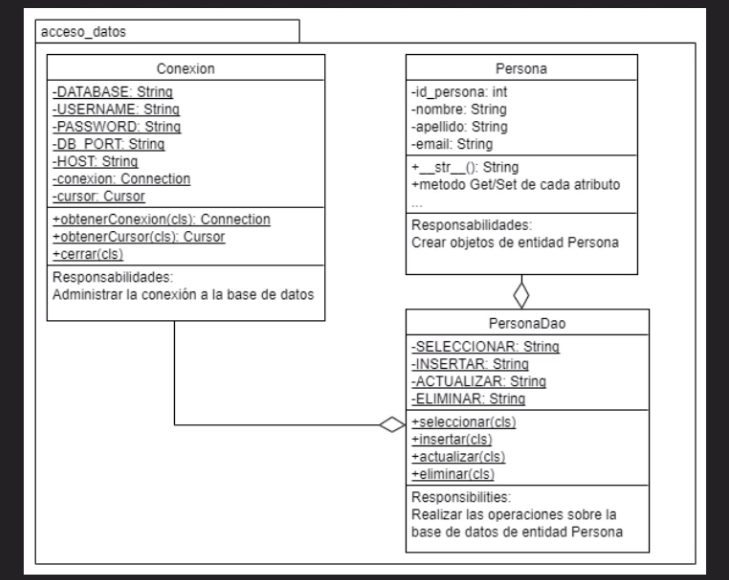 acceso_datos
Conexion
-DATABASE: String
-USERNAME: String
-PASSWORD: String
-DB_PORT: String
-HOST: String
-conexion: Connection
-cursor: Cursor
+obtenerConexion(cls): Connection
+obtenerCursor(cls): Cursor
+cerrar(cls)
Responsabilidades:
Administrar la conexión a la base de datos
Persona
-id_persona: int
-nombre: String
-apellido: String
-email: String
+__str__(): String
+metodo Get/Set de cada atributo
...
Responsabilidades:
Crear objetos de entidad Persona
PersonaDao
-SELECCIONAR: String
-INSERTAR: String
-ACTUALIZAR: String
-ELIMINAR: String
+seleccionar(cls)
+insertar(cls)
+actualizar(cls)
+eliminar(cls)
Responsibilities:
Realizar las operaciones sobre la
base de datos de entidad Persona